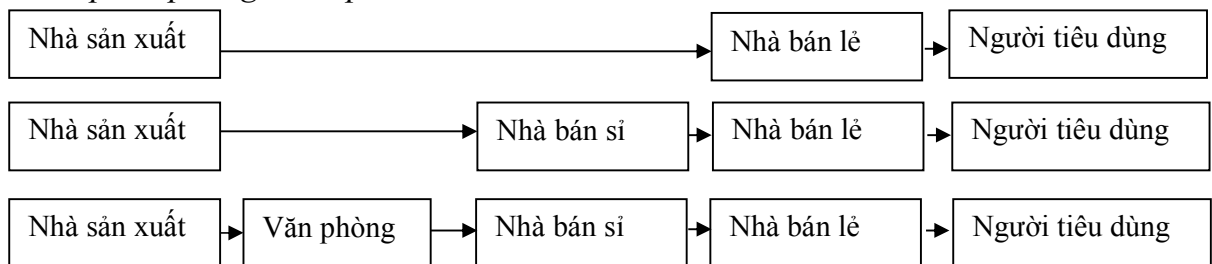 Nhà sản xuất Nhà bán lẻ Người tiêu dùng
Nhà sản xuất Nhà bán sỉ Nhà bán lẻ Người tiêu dùng
Nhà sản xuất Văn phòng Nhà bán sỉ Nhà bán lẻ Người tiêu dùng